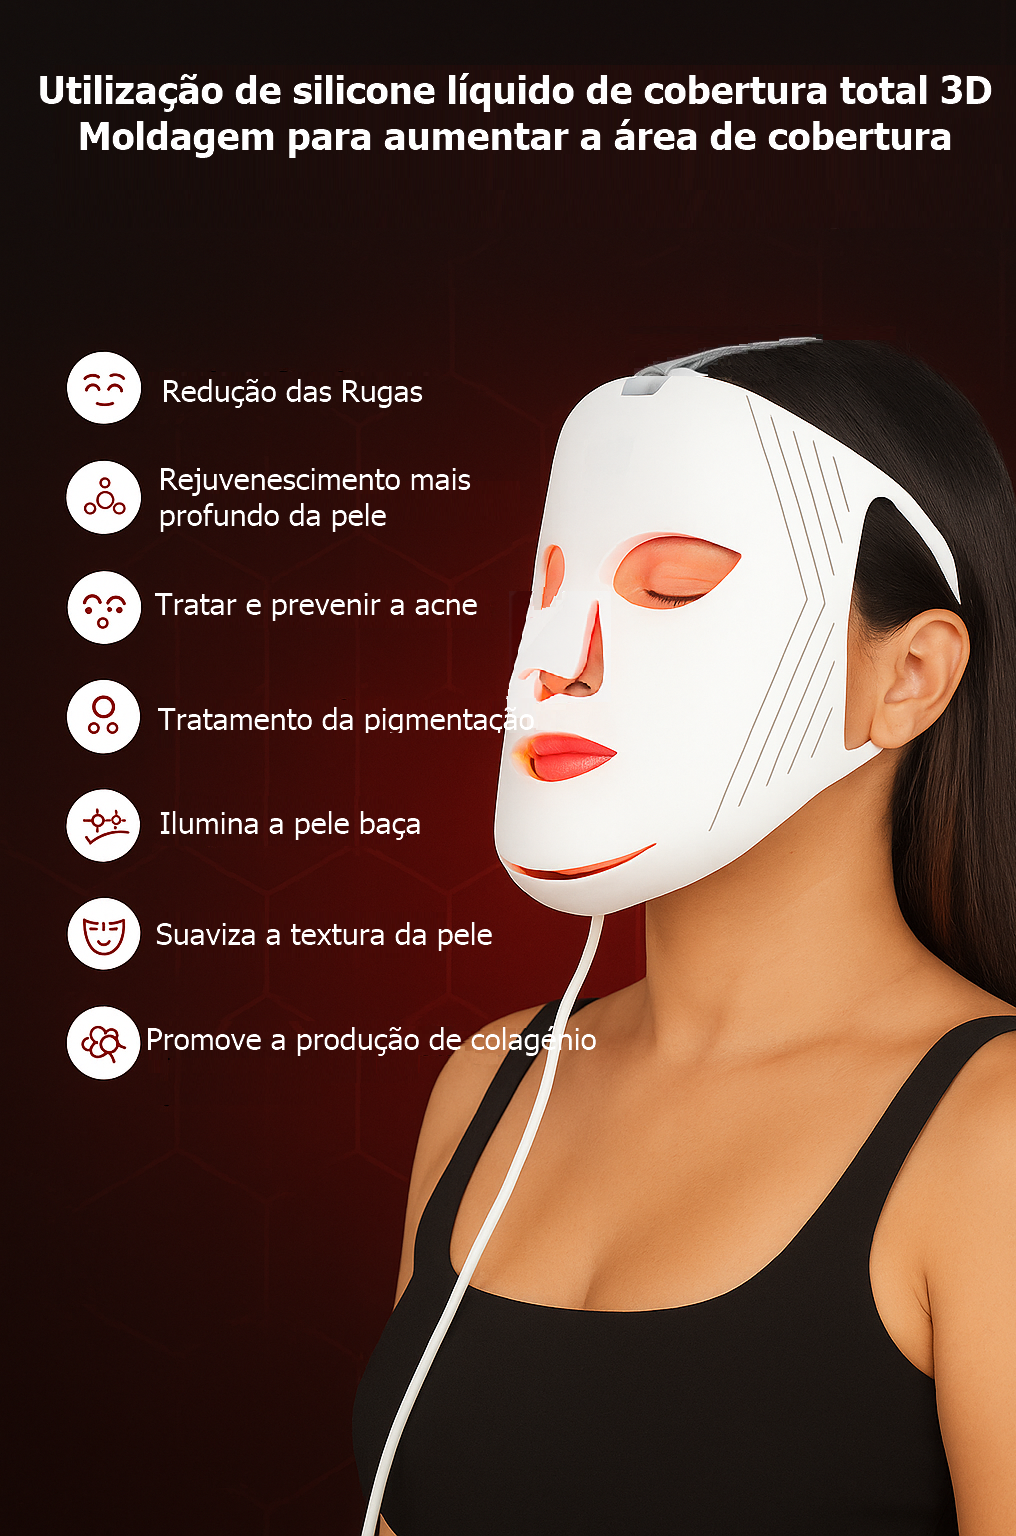 Utilização de silicone líquido de cobertura total 3D
Moldagem para aumentar a área de cobertura
Redução das Rugas
Rejuvenescimento mais
profundo da pele
Tratar e prevenir a acne
Tratamento da pigmentação
Ilumina a pele baça
Suaviza a textura da pele
Promove a produção de colagénio